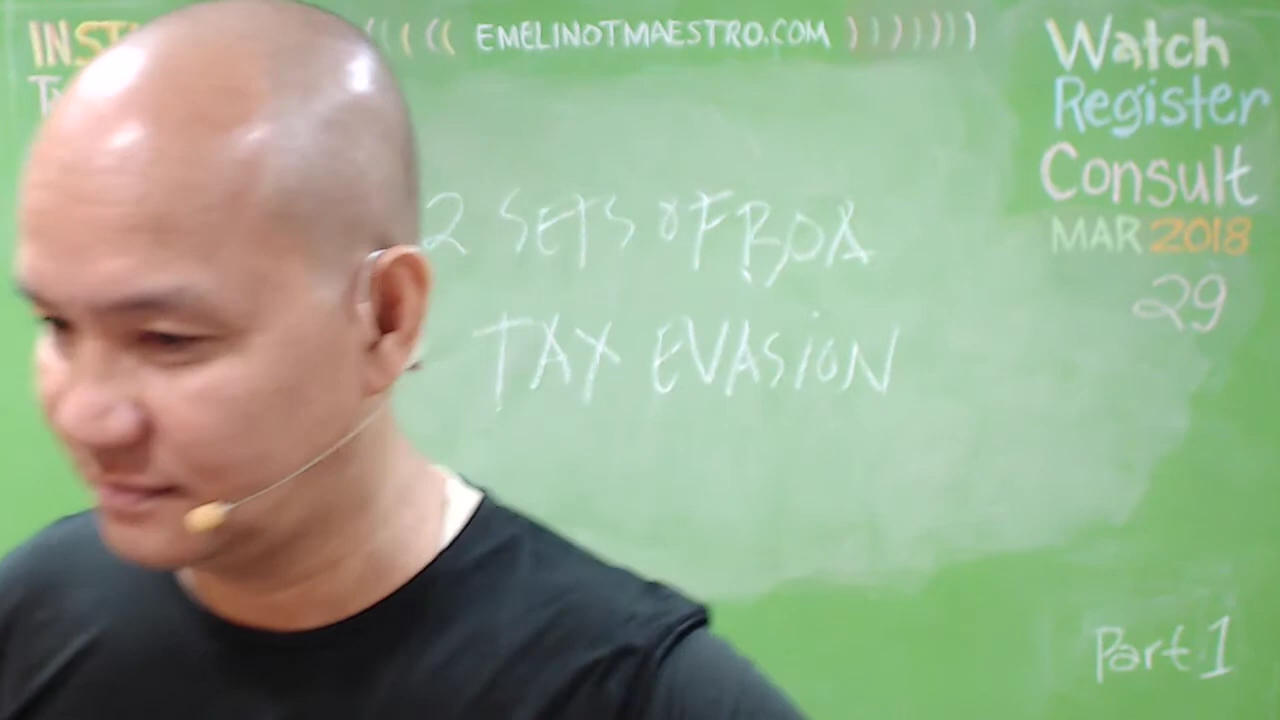 ((((( EMELINOTMAESTRO.COM )))))))
2 SETS OF BOA
TAX EVASION
Watch
Register
Consult
MAR 2018
29
Part 1